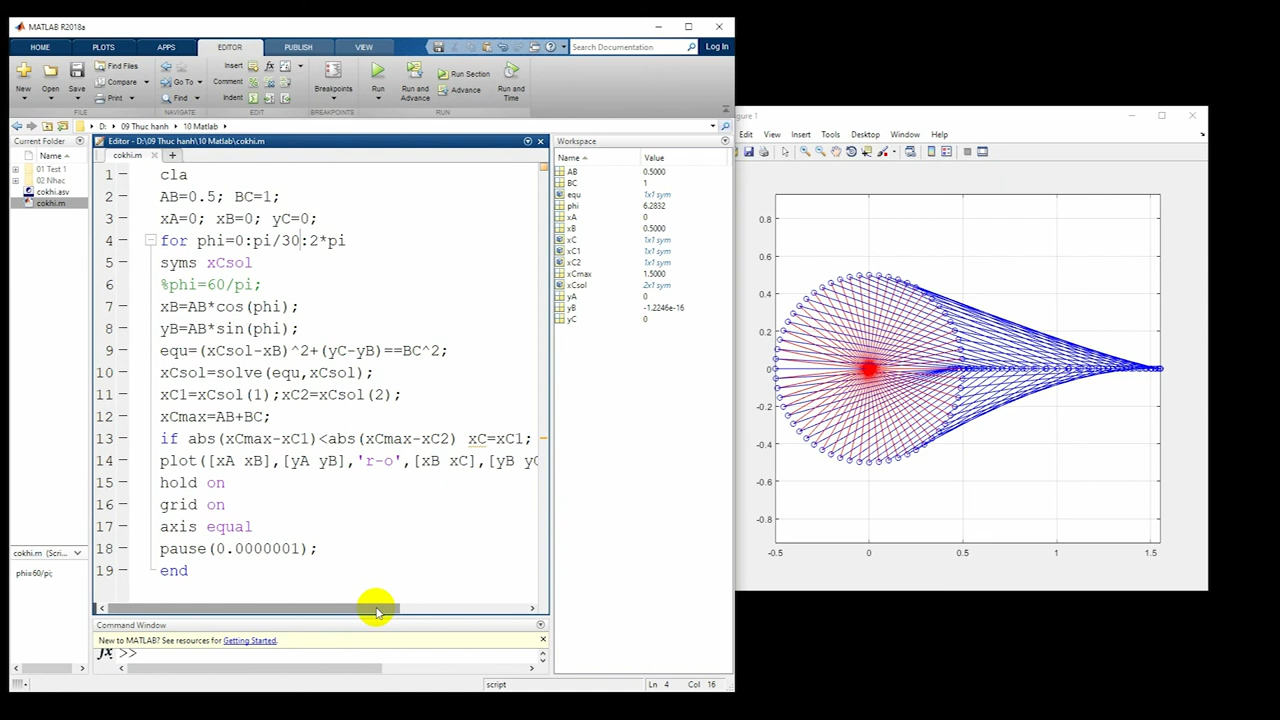 MATLAB R2018a
HOME PLOTS APPS EDITOR PUBLISH VIEW Search Documentation Log In
New Open Save Find Files Compare Print Go To Find Insert Comment Indent Breakpoints Run Run and Advance Run Section Advance Run and Time
FILE NAVIGATE EDIT BREAKPOINTS RUN
D: 09 Thuc hanh 10 Matlab
Current Folder
Name
01 Test 1
02 Nhac
cokhi.asv
cokhi.m
Editor - D:\09 Thuc hanh\10 Matlab\cokhi.m
cokhi.m
1 cla
2 AB=0.5; BC=1;
3 xA=0; xB=0; yC=0;
4 for phi=0:pi/30:2*pi
5 syms xCsol
6 %phi=60/pi;
7 xB=AB*cos(phi);
8 yB=AB*sin(phi);
9 equ=(xCsol-xB)^2+(yC-yB)==BC^2;
10 xCsol=solve(equ,xCsol);
11 xC1=xCsol(1);xC2=xCsol(2);
12 xCmax=AB+BC;
13 if abs(xCmax-xC1)<abs(xCmax-xC2) xC=xC1;
14 plot([xA xB],[yA yB],'r-o',[xB xC],[yB yC
15 hold on
16 grid on
17 axis equal
18 pause(0.0000001);
19 end
cokhi.m (Scri...
phi=60/pi;
Command Window
New to MATLAB? See resources for Getting Started.
fx >>
script Ln 4 Col 16
Workspace
Name Value
AB 0.5000
BC 1
equ 1x1 sym
phi 6.2832
xA 0
xB 0.5000
xC 1x1 sym
xC1 1x1 sym
xC2 1x1 sym
xCmax 1.5000
xCsol 2x1 sym
yA 0
yB -1.2246e-16
yC 0
gure 1
Edit View Insert Tools Desktop Window Help
0.8
0.6
0.4
0.2
0
-0.2
-0.4
-0.6
-0.8
-0.5 0 0.5 1 1.5